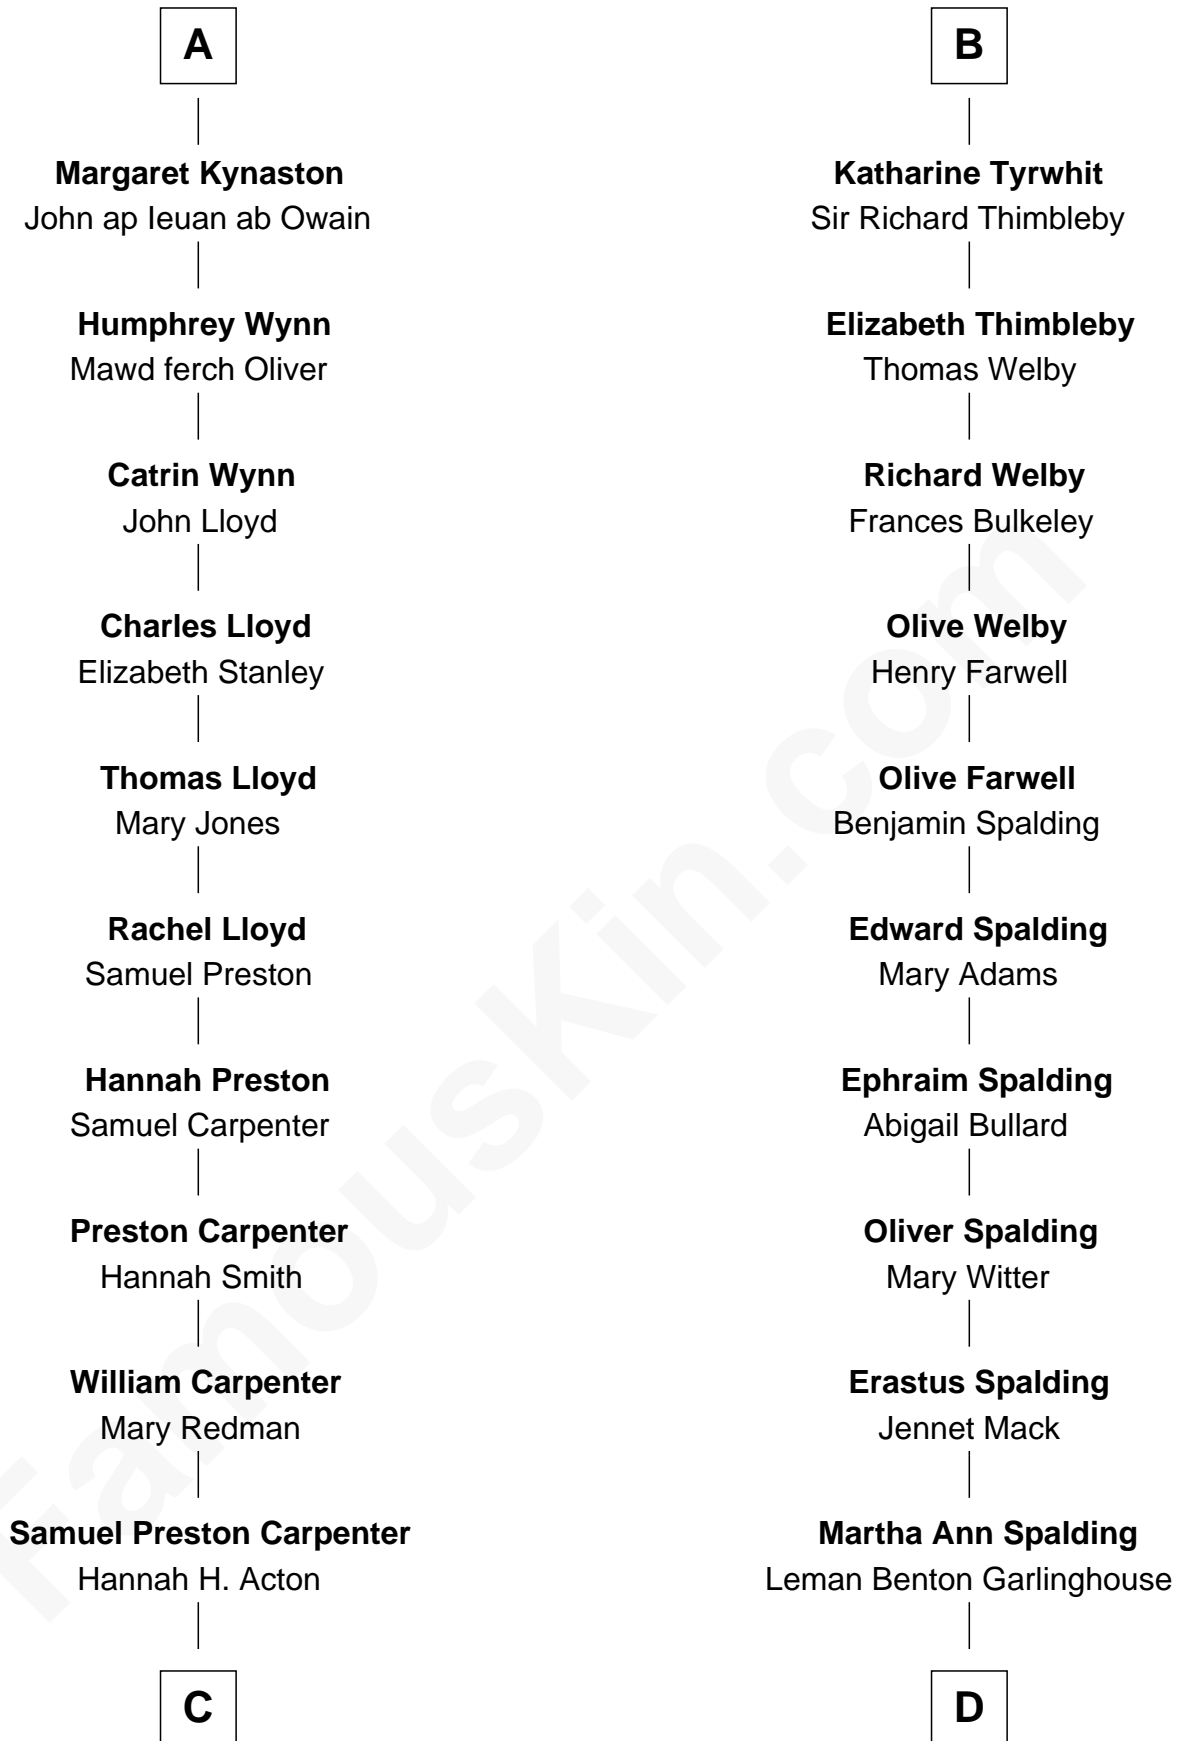 A
Margaret Kynaston
John ap Ieuan ab Owain
Humphrey Wynn
Mawd ferch Oliver
Catrin Wynn
John Lloyd
Charles Lloyd
Elizabeth Stanley
Thomas Lloyd
Mary Jones
Rachel Lloyd
Samuel Preston
Hannah Preston
Samuel Carpenter
Preston Carpenter
Hannah Smith
William Carpenter
Mary Redman
Samuel Preston Carpenter
Hannah H. Acton
C
B
Katharine Tyrwhit
Sir Richard Thimbleby
Elizabeth Thimbleby
Thomas Welby
Richard Welby
Frances Bulkeley
Olive Welby
Henry Farwell
Olive Farwell
Benjamin Spalding
Edward Spalding
Mary Adams
Ephraim Spalding
Abigail Bullard
Oliver Spalding
Mary Witter
Erastus Spalding
Jennet Mack
Martha Ann Spalding
Leman Benton Garlinghouse
D
FamousKin.com